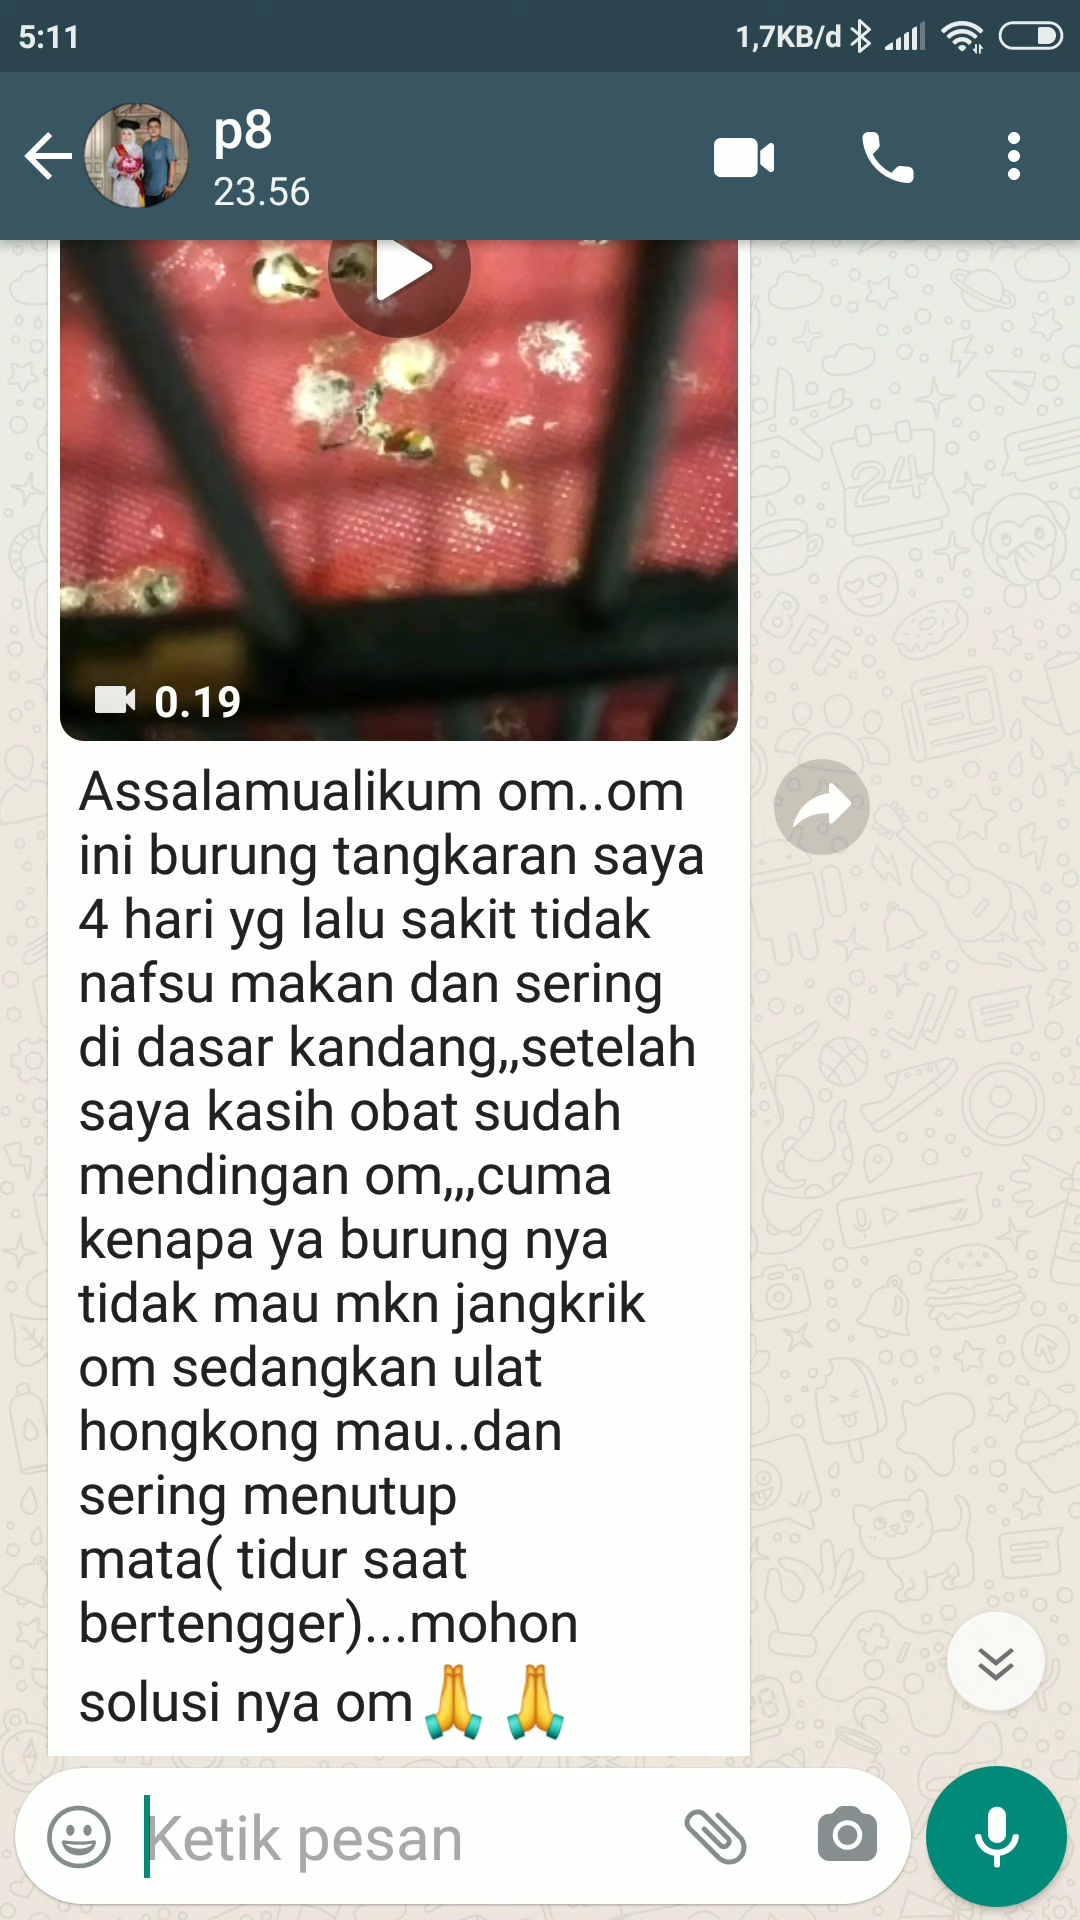 5:11
1,7KB/d
p8
23.56
0.19
Assalamualikum om..om
ini burung tangkaran saya
4 hari yg lalu sakit tidak
nafsu makan dan sering
di dasar kandang,,setelah
saya kasih obat sudah
mendingan om,,,cuma
kenapa ya burung nya
tidak mau mkn jangkrik
om sedangkan ulat
hongkong mau..dan
sering menutup
mata( tidur saat
bertengger)...mohon
solusi nya om🙏 🙏
Ketik pesan